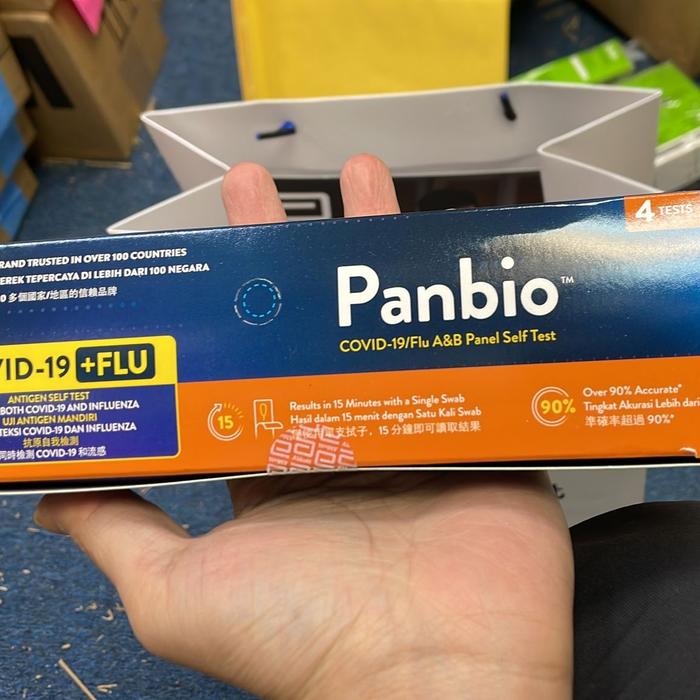 RAND TRUSTED IN OVER 100 COUNTRIES
EREK TEPERCAYA DI LEBIH DARI 100 NEGARA
0 多個國家/地區的信賴品牌
4 TESTS
Panbio™
COVID-19/Flu A&B Panel Self Test
VID-19 +FLU
ANTIGEN SELF TEST
BOTH COVID-19 AND INFLUENZA
UJI ANTIGEN MANDIRI
TEKSI COVID-19 DAN INFLUENZA
抗原自我檢測
同時檢測 COVID-19 和流感
15
Results in 15 Minutes with a Single Swab
Hasil dalam 15 menit dengan Satu Kali Swab
支拭子，15 分鐘即可讀取結果
90%
Over 90% Accurate*
Tingkat Akurasi Lebih dari
準確率超過 90%*